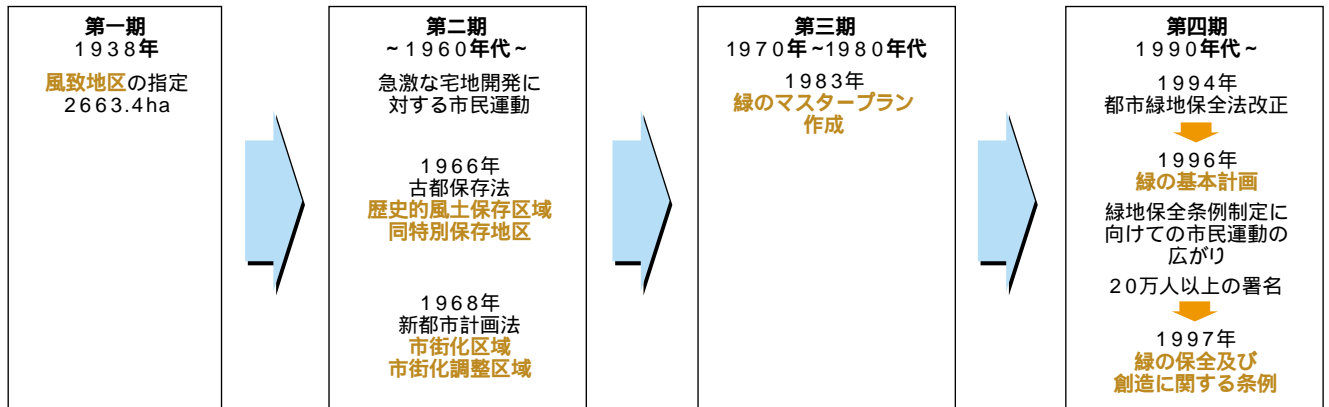 第一期
1938年
風致地区の指定
2663.4ha
第二期
~1960年代~
急激な宅地開発に
対する市民運動
1966年
古都保存法
歴史的風土保存区域
同特別保存地区
1968年
新都市計画法
市街化区域
市街化調整区域
第三期
1970年~1980年代
1983年
緑のマスタープラン
作成
第四期
1990年代~
1994年
都市緑地保全法改正
1996年
緑の基本計画
緑地保全条例制定に
向けての市民運動の
広がり
20万人以上の署名
1997年
緑の保全及び
創造に関する条例